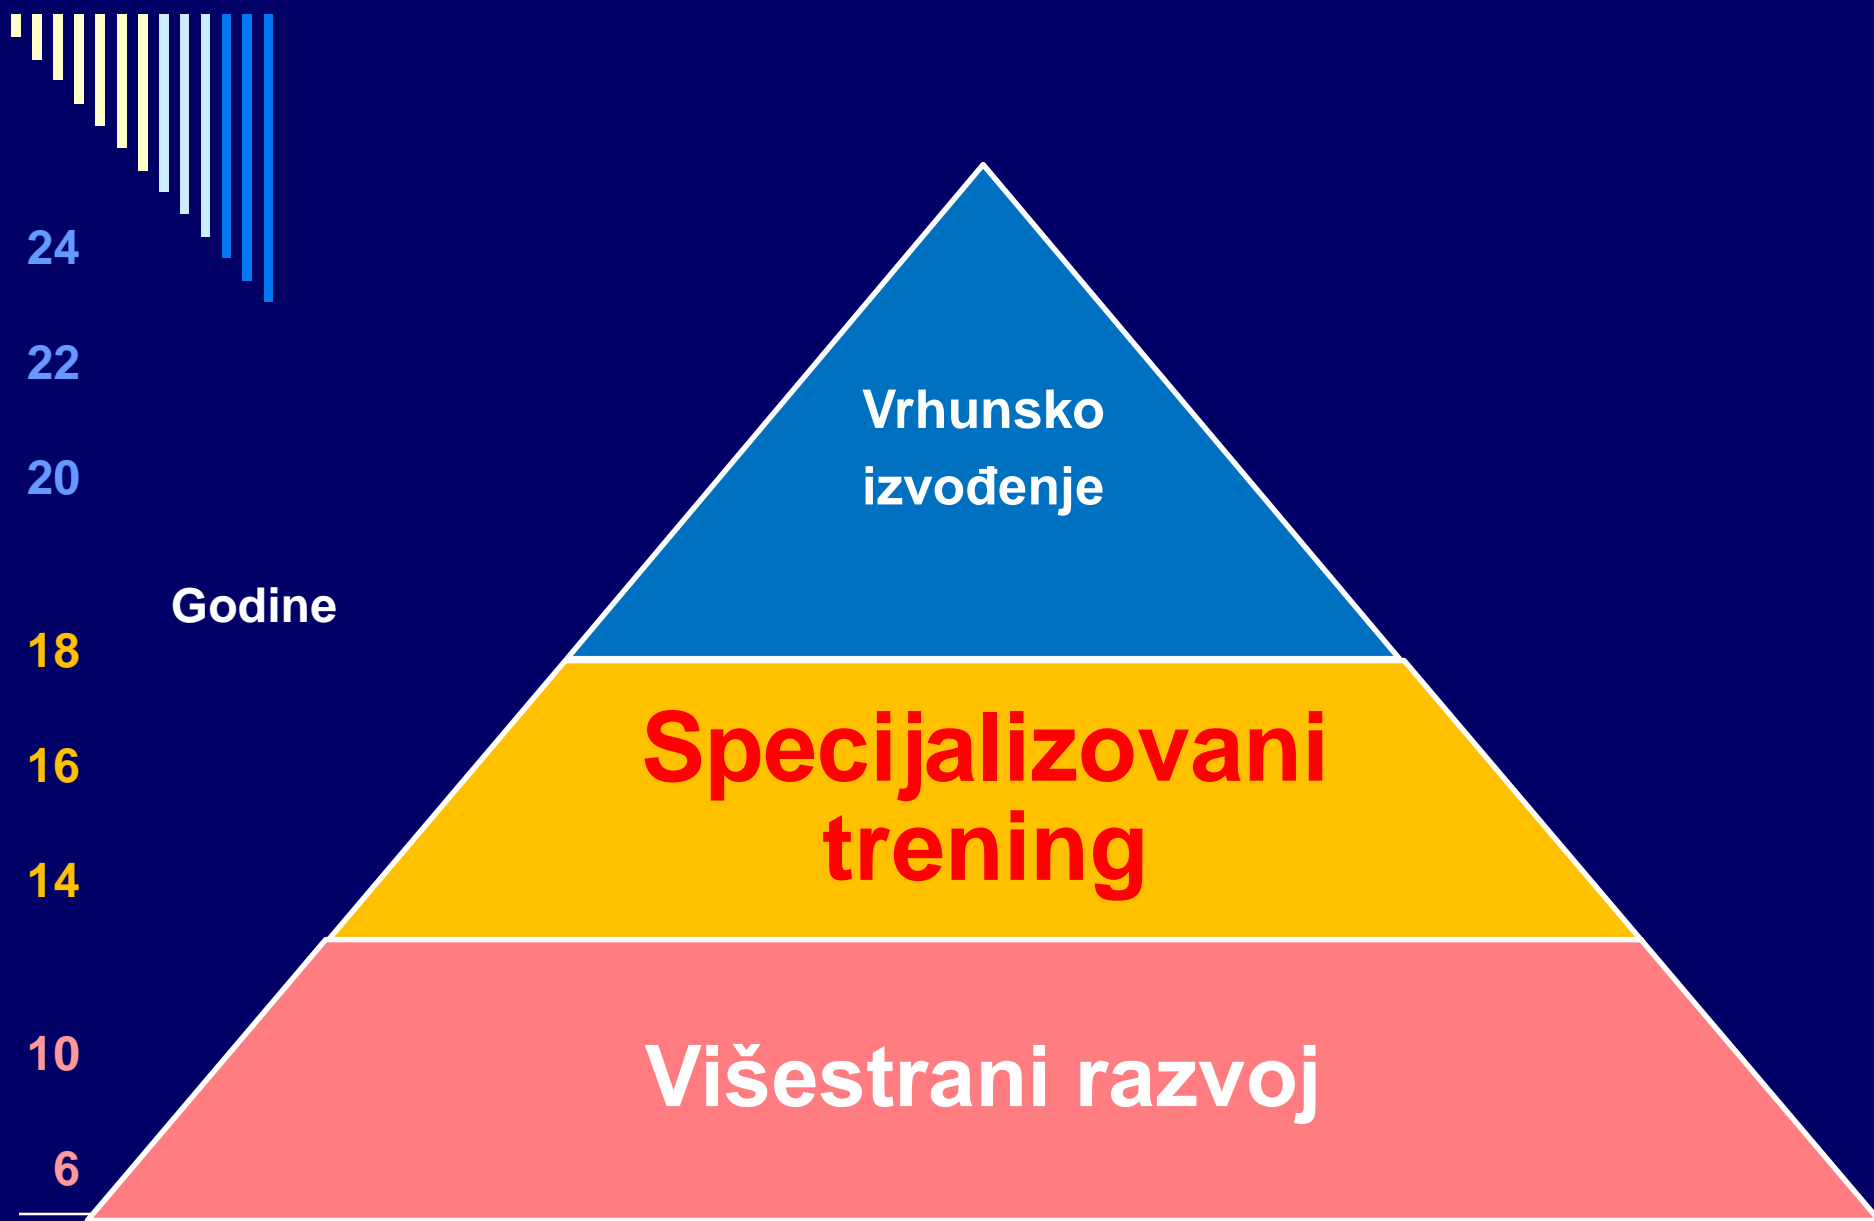 24
22
Vrhunsko
20
izvođenje
Godine
18
Specijalizovani
16
trening
14
10
Višestrani razvoj
6